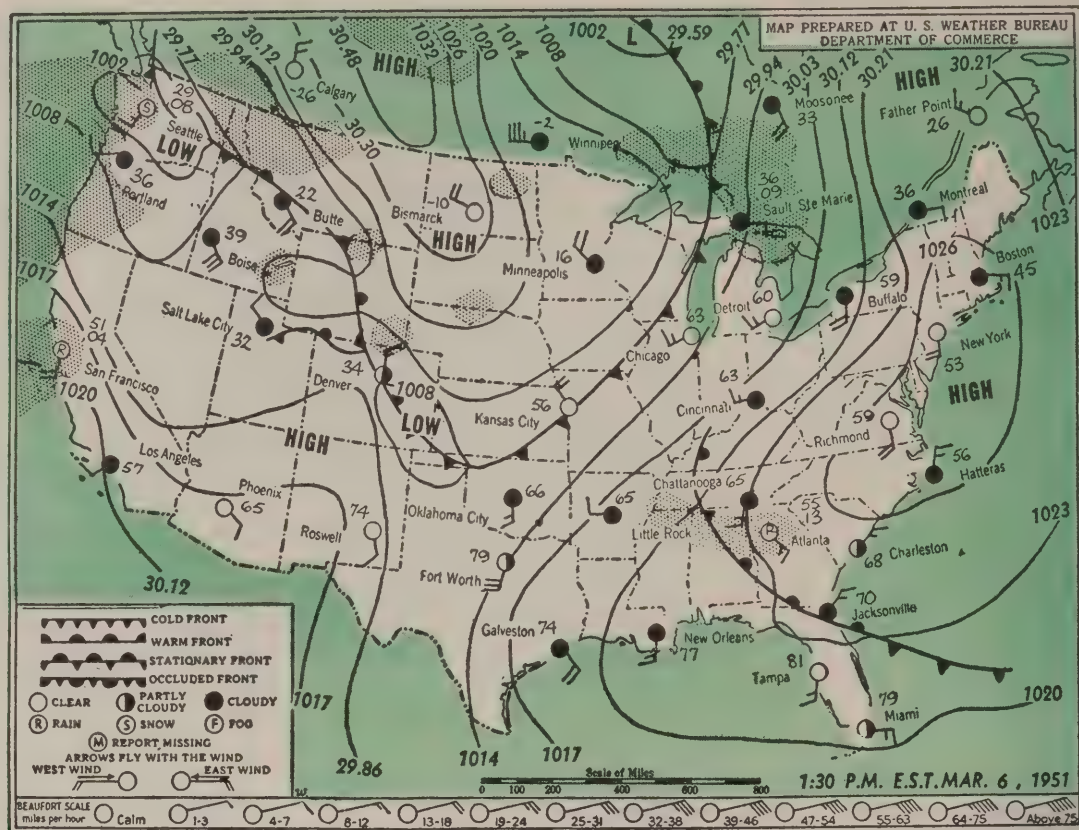 MAP PREPARED AT U. S. WEATHER BUREAU
DEPARTMENT OF COMMERCE
1002
29.77
29.94
30.12
30.48
1032
1026
1020
1014
1008
1002
L
29.59
29.77
29.94
30.03
30.12
30.21
HIGH
30.21
HIGH
-26
Calgary
30.30
Moosonee
33
Father Point
26
1008
29
08
S
Seattle
LOW
-2
Winnipeg
36
Portland
22
Butte
-10
Bismarck
HIGH
36
09
Sault Ste Marie
36
Montreal
1023
1014
39
Boise
16
Minneapolis
1026
Boston
45
1017
Salt Lake City
32
Detroit
60
59
Buffalo
51
04
R
San Francisco
34
Denver
1008
63
Chicago
New York
53
1020
LOW
56
Kansas City
63
Cincinnati
HIGH
59
Richmond
HIGH
Los Angeles
57
56
Hatteras
Phoenix
65
74
Roswell
66
Oklahoma City
65
Little Rock
Chattanooga
65
53
13
R
Atlanta
1023
79
Fort Worth
68
Charleston
30.12
70
Jacksonville
Galveston
74
New Orleans
77
81
Tampa
79
Miami
1020
1017
29.86
1014
1017
COLD FRONT
WARM FRONT
STATIONARY FRONT
OCCLUDED FRONT
CLEAR
PARTLY CLOUDY
CLOUDY
R RAIN
S SNOW
F FOG
M REPORT MISSING
ARROWS FLY WITH THE WIND
WEST WIND
EAST WIND
Scale of Miles
0 100 200 300 400 500 600 800
1:30 P.M. E.S.T. MAR. 6, 1951
BEAUFORT SCALE
miles per hour
Calm 1-3 4-7 8-12 13-18 19-24 25-31 32-38 39-46 47-54 55-63 64-75 Above 75